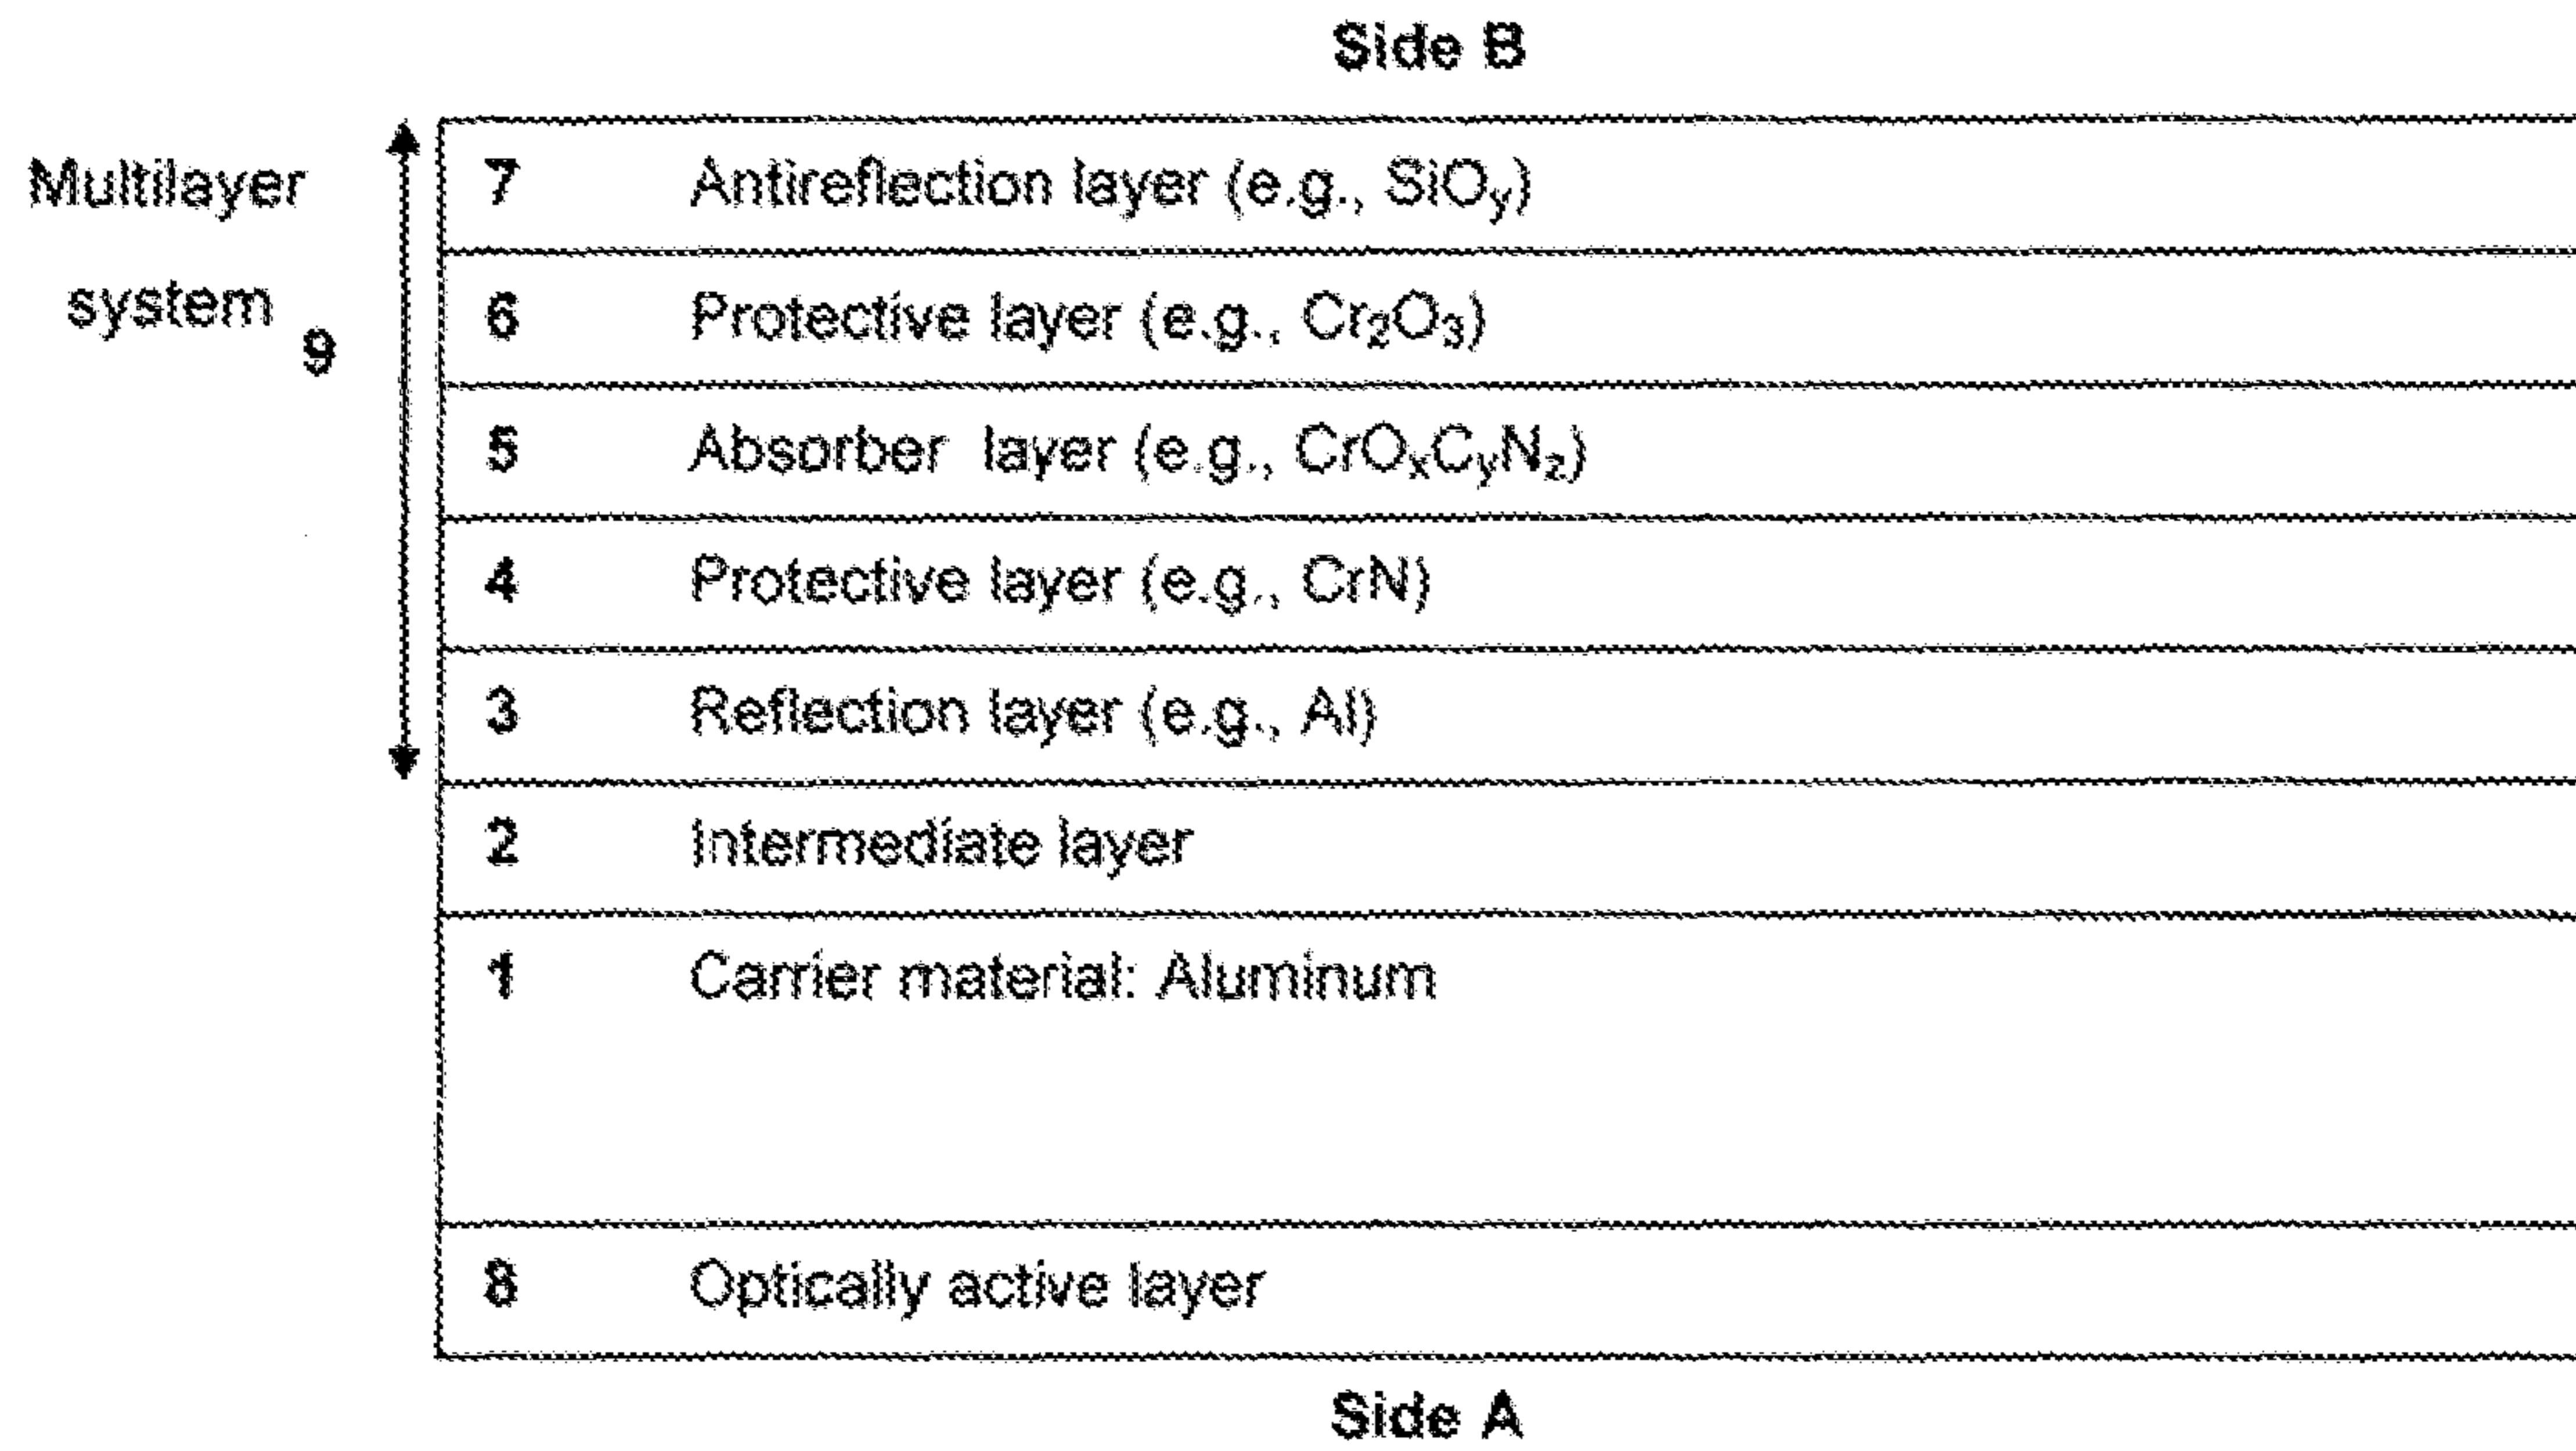 Side B
Multilayer
system
9
7 Antireflection layer (e.g., SiOy)
6 Protective layer (e.g., Cr2O3)
5 Absorber layer (e.g., CrOxCyNz)
4 Protective layer (e.g., CrN)
3 Reflection layer (e.g., Al)
2 Intermediate layer
1 Carrier material: Aluminum
8 Optically active layer
Side A